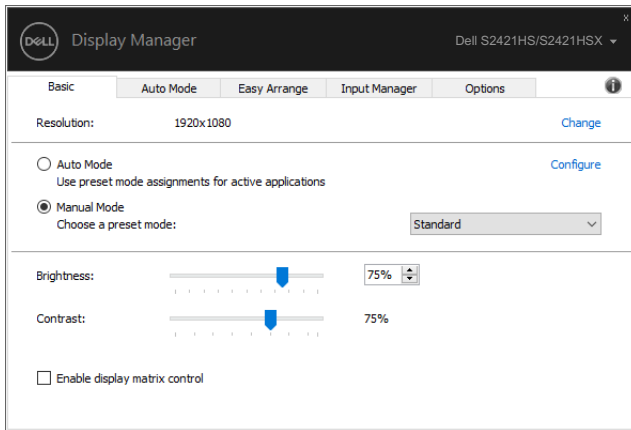 x
DELL Display Manager Dell S2421HS/S2421HSX
Basic Auto Mode Easy Arrange Input Manager Options i
Resolution: 1920x1080 Change
Auto Mode Configure
Use preset mode assignments for active applications
Manual Mode
Choose a preset mode: Standard
Brightness: 75%
Contrast: 75%
Enable display matrix control